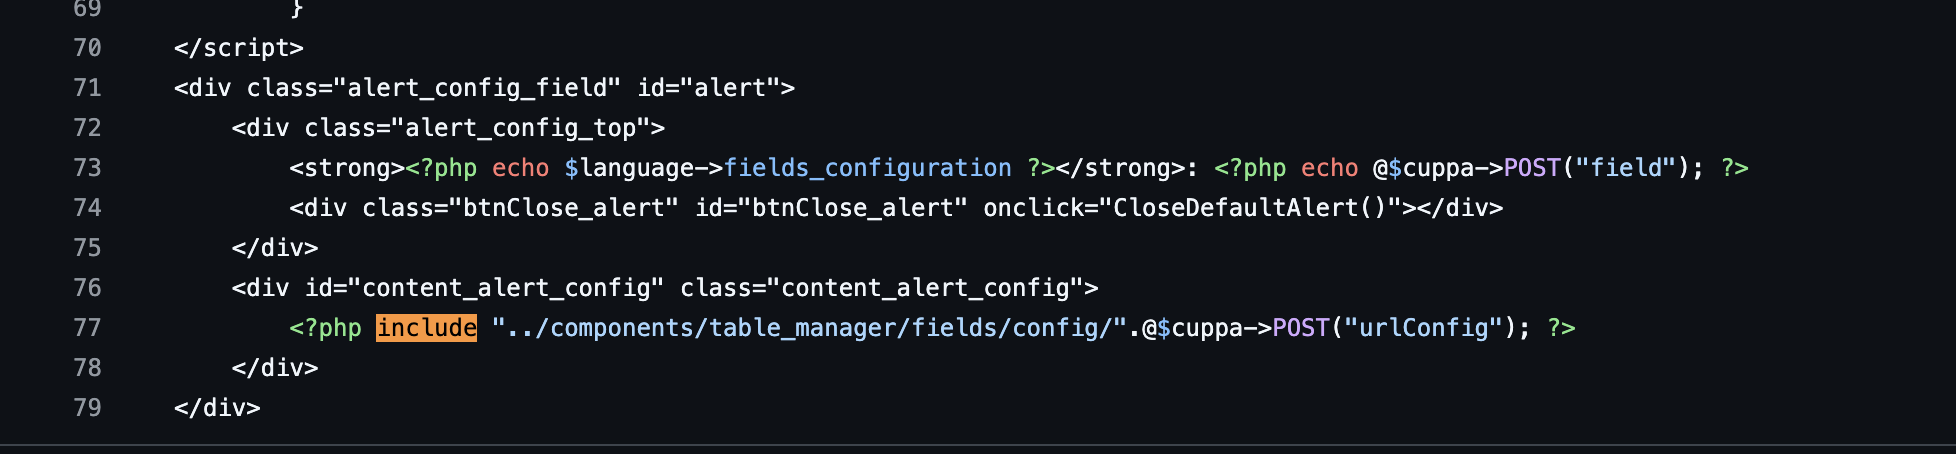 69             }
70     </script>
71     <div class="alert_config_field" id="alert">
72         <div class="alert_config_top">
73             <strong><?php echo $language->fields_configuration ?></strong>: <?php echo @$cuppa->POST("field"); ?>
74             <div class="btnClose_alert" id="btnClose_alert" onclick="CloseDefaultAlert()"></div>
75         </div>
76         <div id="content_alert_config" class="content_alert_config">
77             <?php include "../components/table_manager/fields/config/".@$cuppa->POST("urlConfig"); ?>
78         </div>
79     </div>